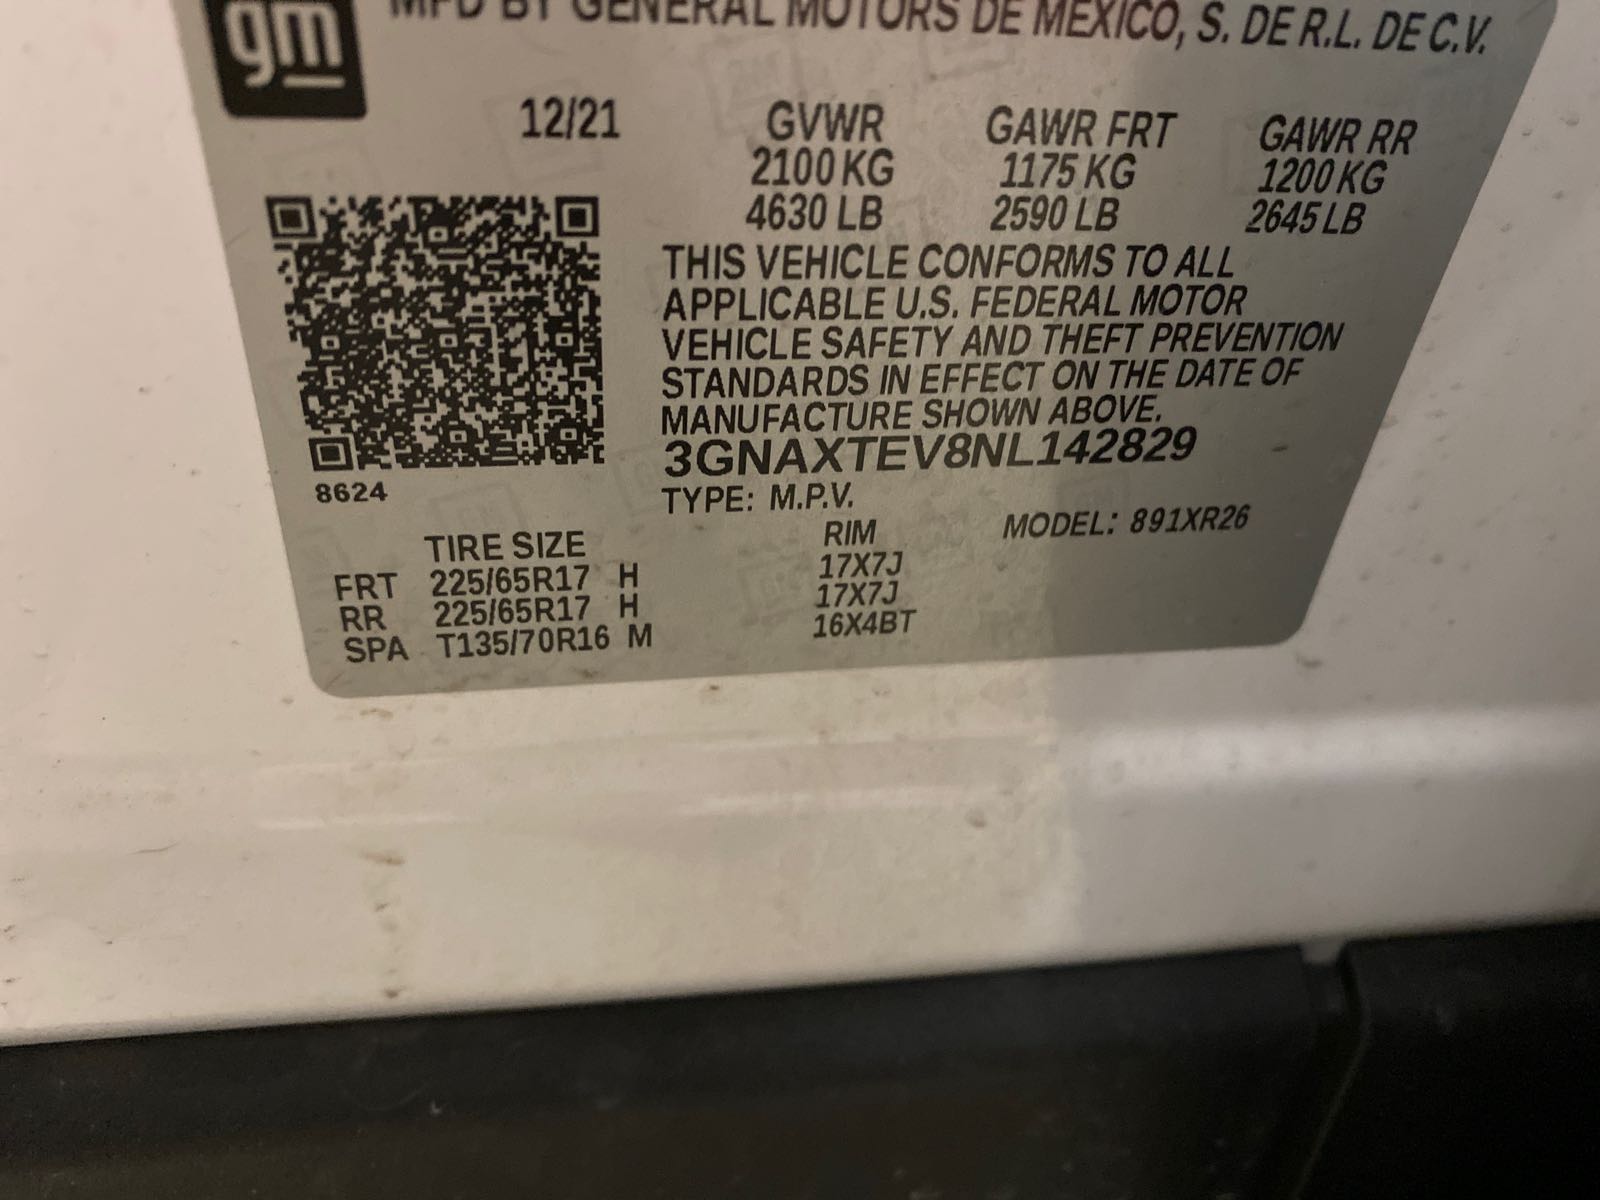 gm
MFD BY GENERAL MOTORS DE MEXICO, S. DE R.L. DE C.V.
12/21 GVWR GAWR FRT GAWR RR
2100 KG 1175 KG 1200 KG
4630 LB 2590 LB 2645 LB
THIS VEHICLE CONFORMS TO ALL
APPLICABLE U.S. FEDERAL MOTOR
VEHICLE SAFETY AND THEFT PREVENTION
STANDARDS IN EFFECT ON THE DATE OF
MANUFACTURE SHOWN ABOVE.
3GNAXTEV8NL142829
8624
TYPE: M.P.V. MODEL: 891XR26
TIRE SIZE RIM
FRT 225/65R17 H 17X7J
RR 225/65R17 H 17X7J
SPA T135/70R16 M 16X4BT